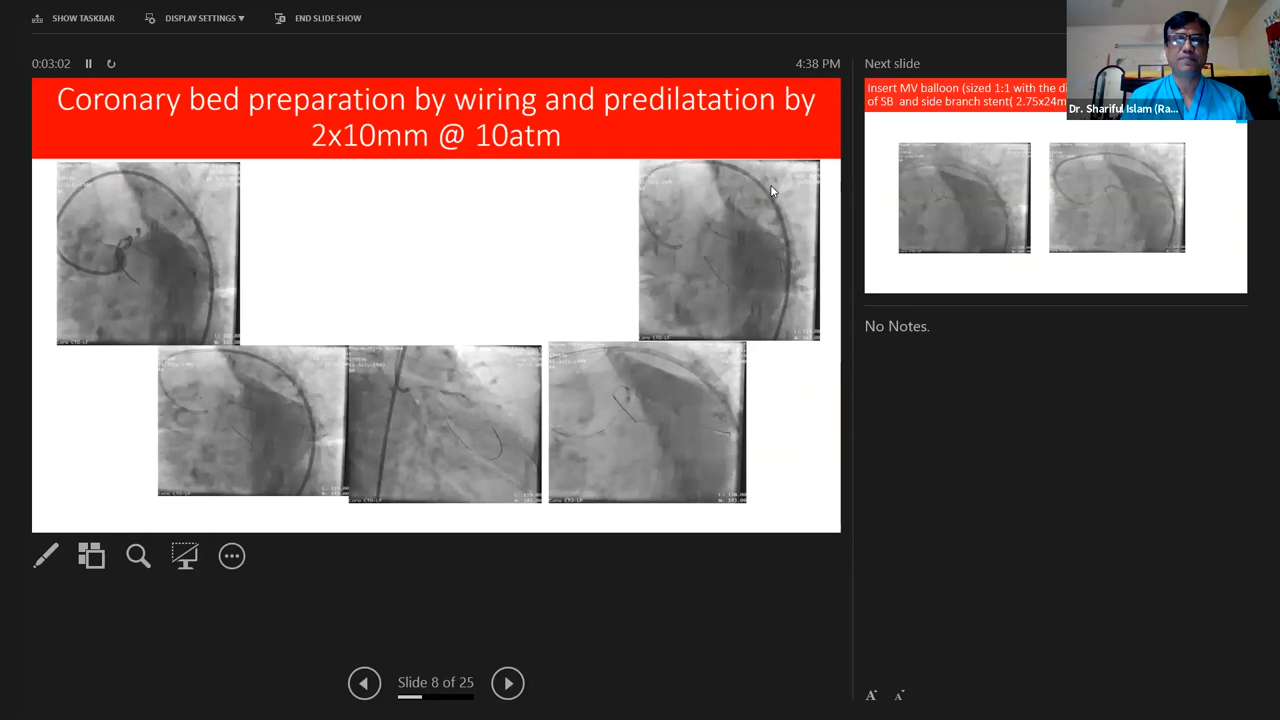 SHOW TASKBAR
DISPLAY SETTINGS ▼
END SLIDE SHOW
0:03:02
4:38 PM
Coronary bed preparation by wiring and predilatation by
2x10mm @ 10atm
Next slide
Insert MV balloon (sized 1:1 with the di
of SB and side branch stent( 2.75x24m
Dr. Shariful Islam (Ra...
No Notes.
Slide 8 of 25
A
A